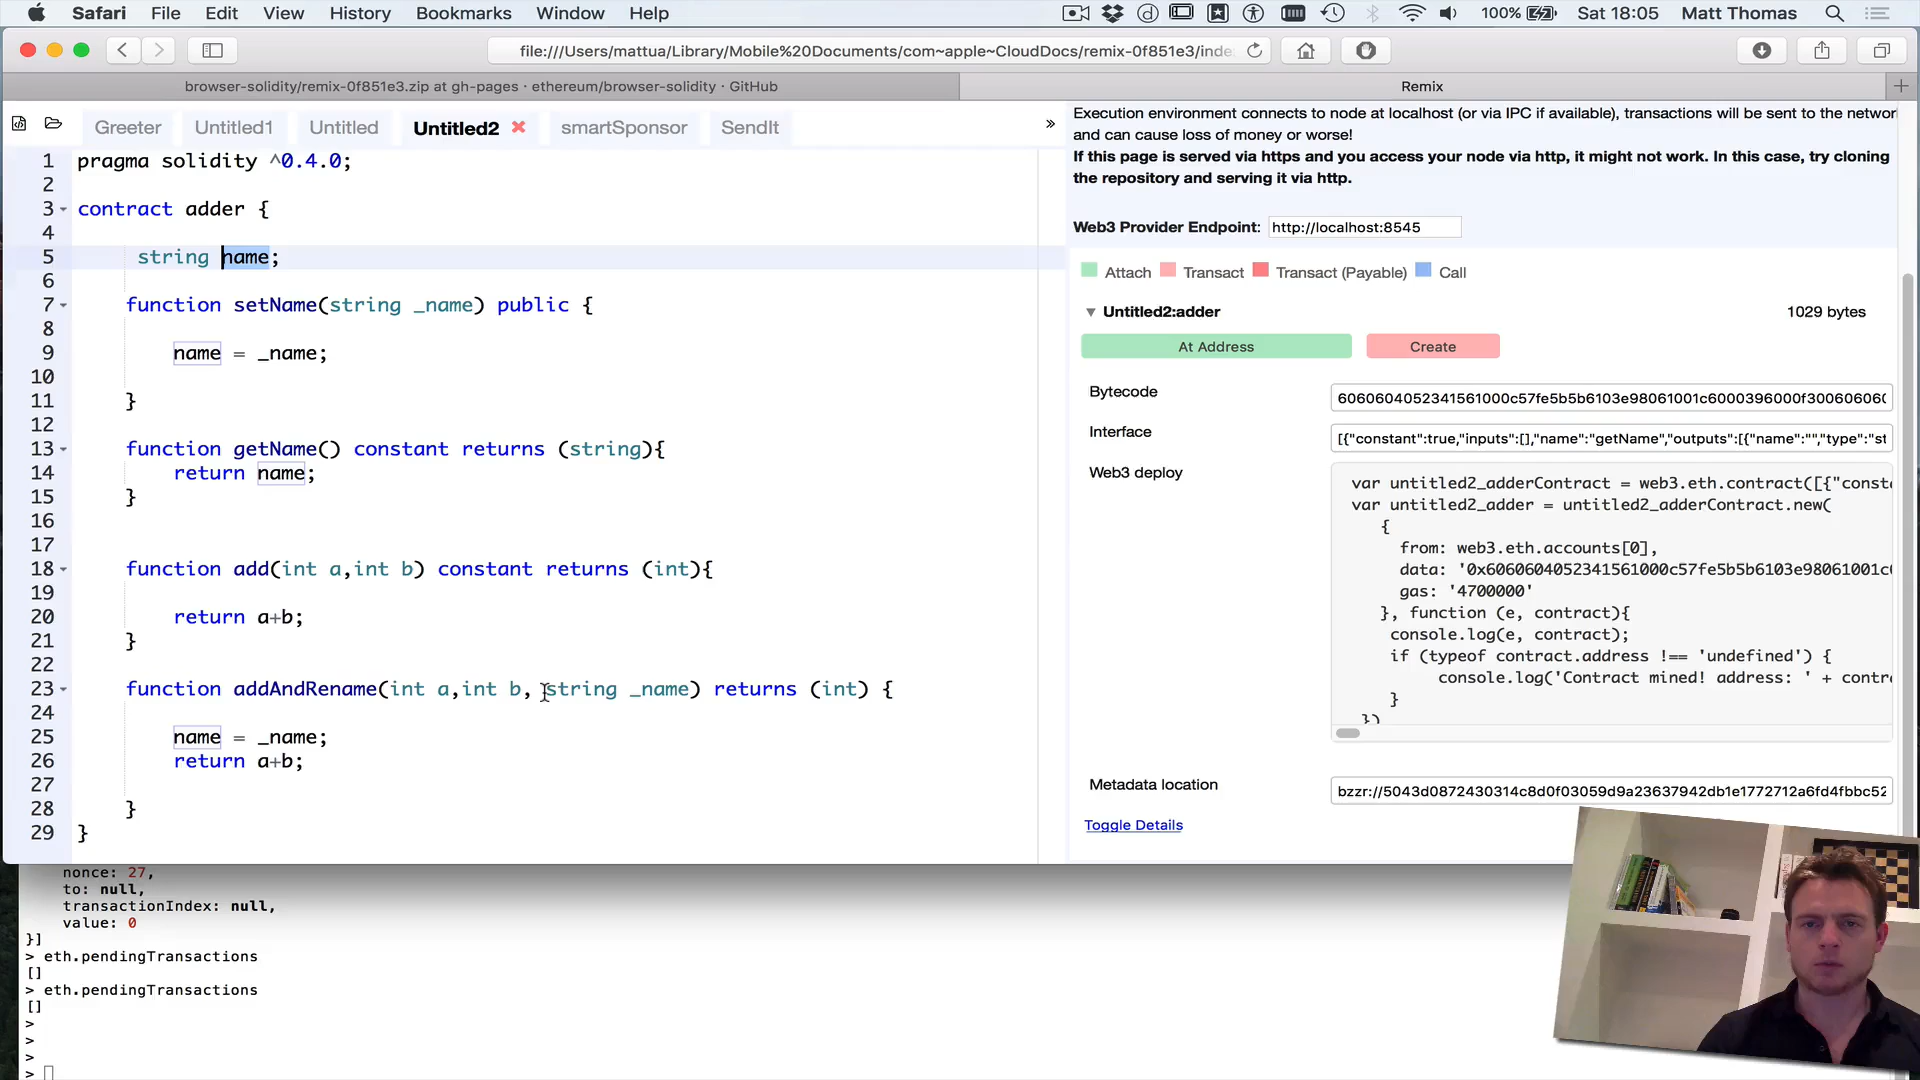 Safari File Edit View History Bookmarks Window Help 100% Sat 18:05 Matt Thomas
file:///Users/mattua/Library/Mobile%20Documents/com~apple~CloudDocs/remix-0f851e3/inde
browser-solidity/remix-0f851e3.zip at gh-pages · ethereum/browser-solidity · GitHub
Remix
Greeter Untitled1 Untitled Untitled2 smartSponsor SendIt »
1 pragma solidity ^0.4.0;
2
3 contract adder {
4
5 string name;
6
7 function setName(string _name) public {
8
9 name = _name;
10
11 }
12
13 function getName() constant returns (string){
14 return name;
15 }
16
17
18 function add(int a,int b) constant returns (int){
19
20 return a+b;
21 }
22
23 function addAndRename(int a,int b, string _name) returns (int) {
24
25 name = _name;
26 return a+b;
27
28 }
29 }
Execution environment connects to node at localhost (or via IPC if available), transactions will be sent to the networ
and can cause loss of money or worse!
If this page is served via https and you access your node via http, it might not work. In this case, try cloning
the repository and serving it via http.
Web3 Provider Endpoint: http://localhost:8545
Attach Transact Transact (Payable) Call
Untitled2:adder 1029 bytes
At Address Create
Bytecode 6060604052341561000c57fe5b5b6103e98061001c6000396000f3006060
Interface [{"constant":true,"inputs":[],"name":"getName","outputs":[{"name":"","type":"st
Web3 deploy
var untitled2_adderContract = web3.eth.contract([{"const
var untitled2_adder = untitled2_adderContract.new(
{
from: web3.eth.accounts[0],
data: '0x6060604052341561000c57fe5b5b6103e98061001c
gas: '4700000'
}, function (e, contract){
console.log(e, contract);
if (typeof contract.address !== 'undefined') {
console.log('Contract mined! address: ' + contr
}
})
Metadata location bzzr://5043d0872430314c8d0f03059d9a23637942db1e1772712a6fd4fbbc52
Toggle Details
nonce: 27,
to: null,
transactionIndex: null,
value: 0
}]
> eth.pendingTransactions
[]
> eth.pendingTransactions
[]
>
>
>
>